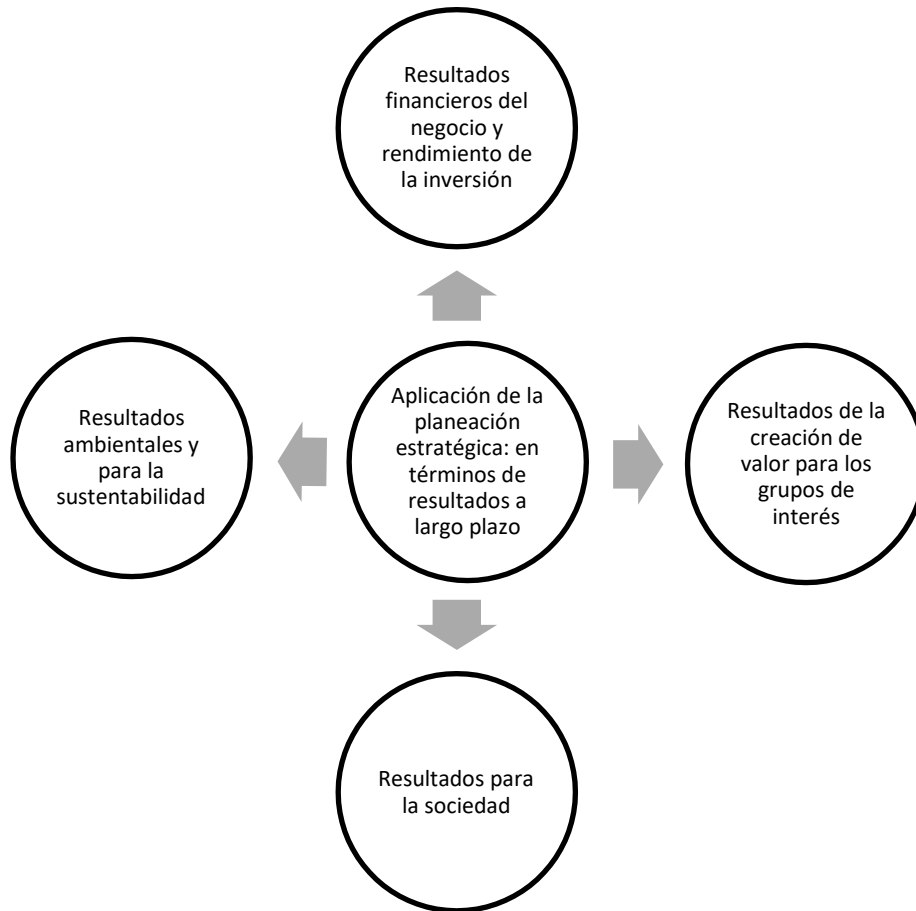 Resultados
financieros del
negocio y
rendimiento de
la inversión
Resultados
ambientales y
para la
sustentabilidad
Aplicación de la
planeación
estratégica: en
términos de
resultados a
largo plazo
Resultados de la
creación de
valor para los
grupos de
interés
Resultados para
la sociedad